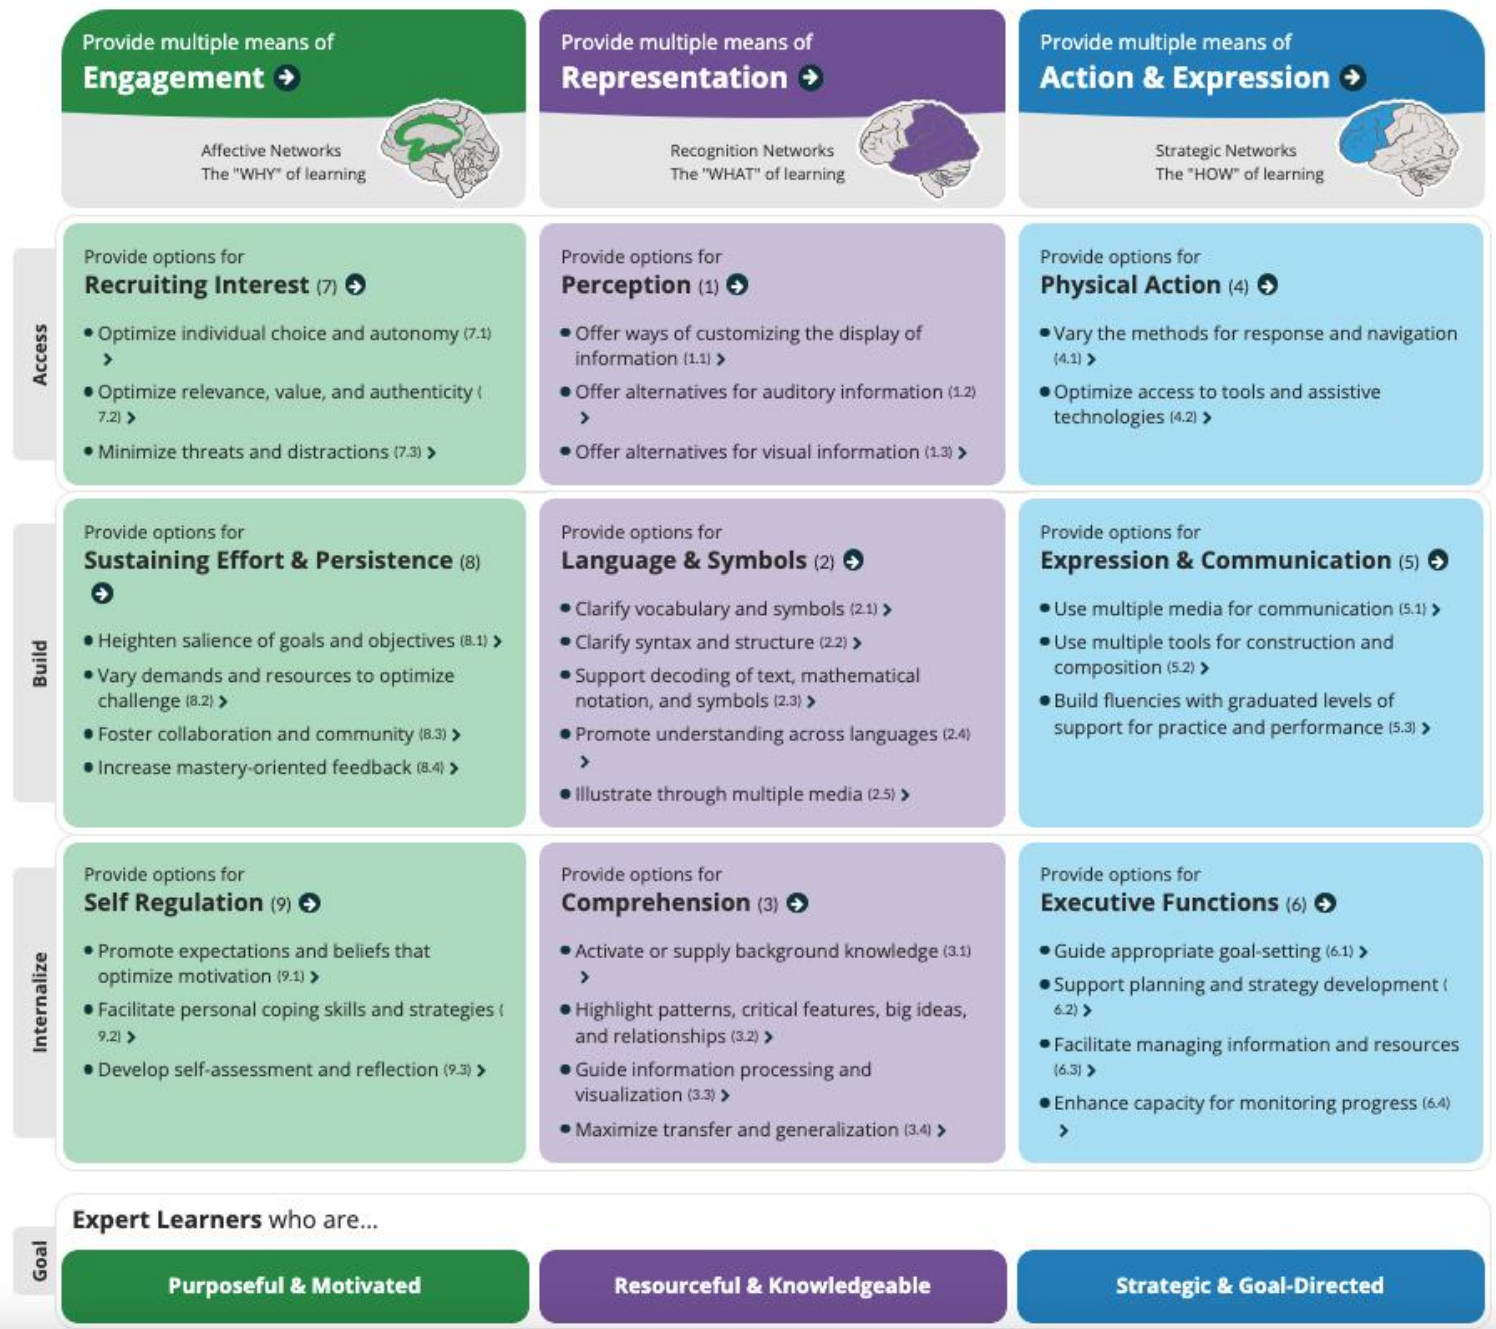 Provide multiple means of
Engagement
Affective Networks
The "WHY" of learning
Provide multiple means of
Representation
Recognition Networks
The "WHAT" of learning
Provide multiple means of
Action & Expression
Strategic Networks
The "HOW" of learning
Access
Provide options for
Recruiting Interest (7)
• Optimize individual choice and autonomy (7.1)
>
• Optimize relevance, value, and authenticity (
7.2) >
• Minimize threats and distractions (7.3) >
Provide options for
Perception (1)
• Offer ways of customizing the display of
information (1.1) >
• Offer alternatives for auditory information (1.2)
>
• Offer alternatives for visual information (1.3) >
Provide options for
Physical Action (4)
• Vary the methods for response and navigation
(4.1) >
• Optimize access to tools and assistive
technologies (4.2) >
Build
Provide options for
Sustaining Effort & Persistence (8)
• Heighten salience of goals and objectives (8.1) >
• Vary demands and resources to optimize
challenge (8.2) >
• Foster collaboration and community (8.3) >
• Increase mastery-oriented feedback (8.4) >
Provide options for
Language & Symbols (2)
• Clarify vocabulary and symbols (2.1) >
• Clarify syntax and structure (2.2) >
• Support decoding of text, mathematical
notation, and symbols (2.3) >
• Promote understanding across languages (2.4)
>
• Illustrate through multiple media (2.5) >
Provide options for
Expression & Communication (5)
• Use multiple media for communication (5.1) >
• Use multiple tools for construction and
composition (5.2) >
• Build fluencies with graduated levels of
support for practice and performance (5.3) >
Internalize
Provide options for
Self Regulation (9)
• Promote expectations and beliefs that
optimize motivation (9.1) >
• Facilitate personal coping skills and strategies (
9.2) >
• Develop self-assessment and reflection (9.3) >
Provide options for
Comprehension (3)
• Activate or supply background knowledge (3.1)
>
• Highlight patterns, critical features, big ideas,
and relationships (3.2) >
• Guide information processing and
visualization (3.3) >
• Maximize transfer and generalization (3.4) >
Provide options for
Executive Functions (6)
• Guide appropriate goal-setting (6.1) >
• Support planning and strategy development (
6.2) >
• Facilitate managing information and resources
(6.3) >
• Enhance capacity for monitoring progress (6.4)
>
Goal
Expert Learners who are...
Purposeful & Motivated
Resourceful & Knowledgeable
Strategic & Goal-Directed